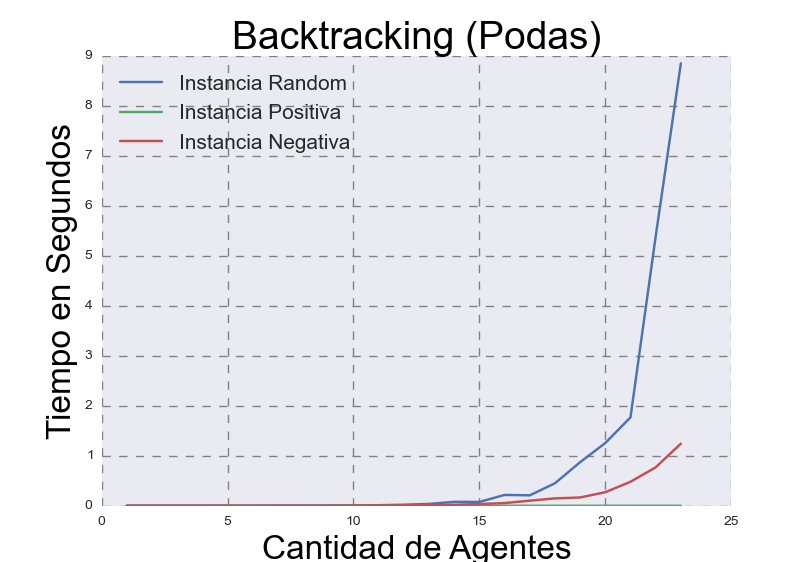 Backtracking (Podas)
9
8
7
6
5
4
3
2
1
0
Tiempo en Segundos
Instancia Random
Instancia Positiva
Instancia Negativa
0 5 10 15 20 25
Cantidad de Agentes